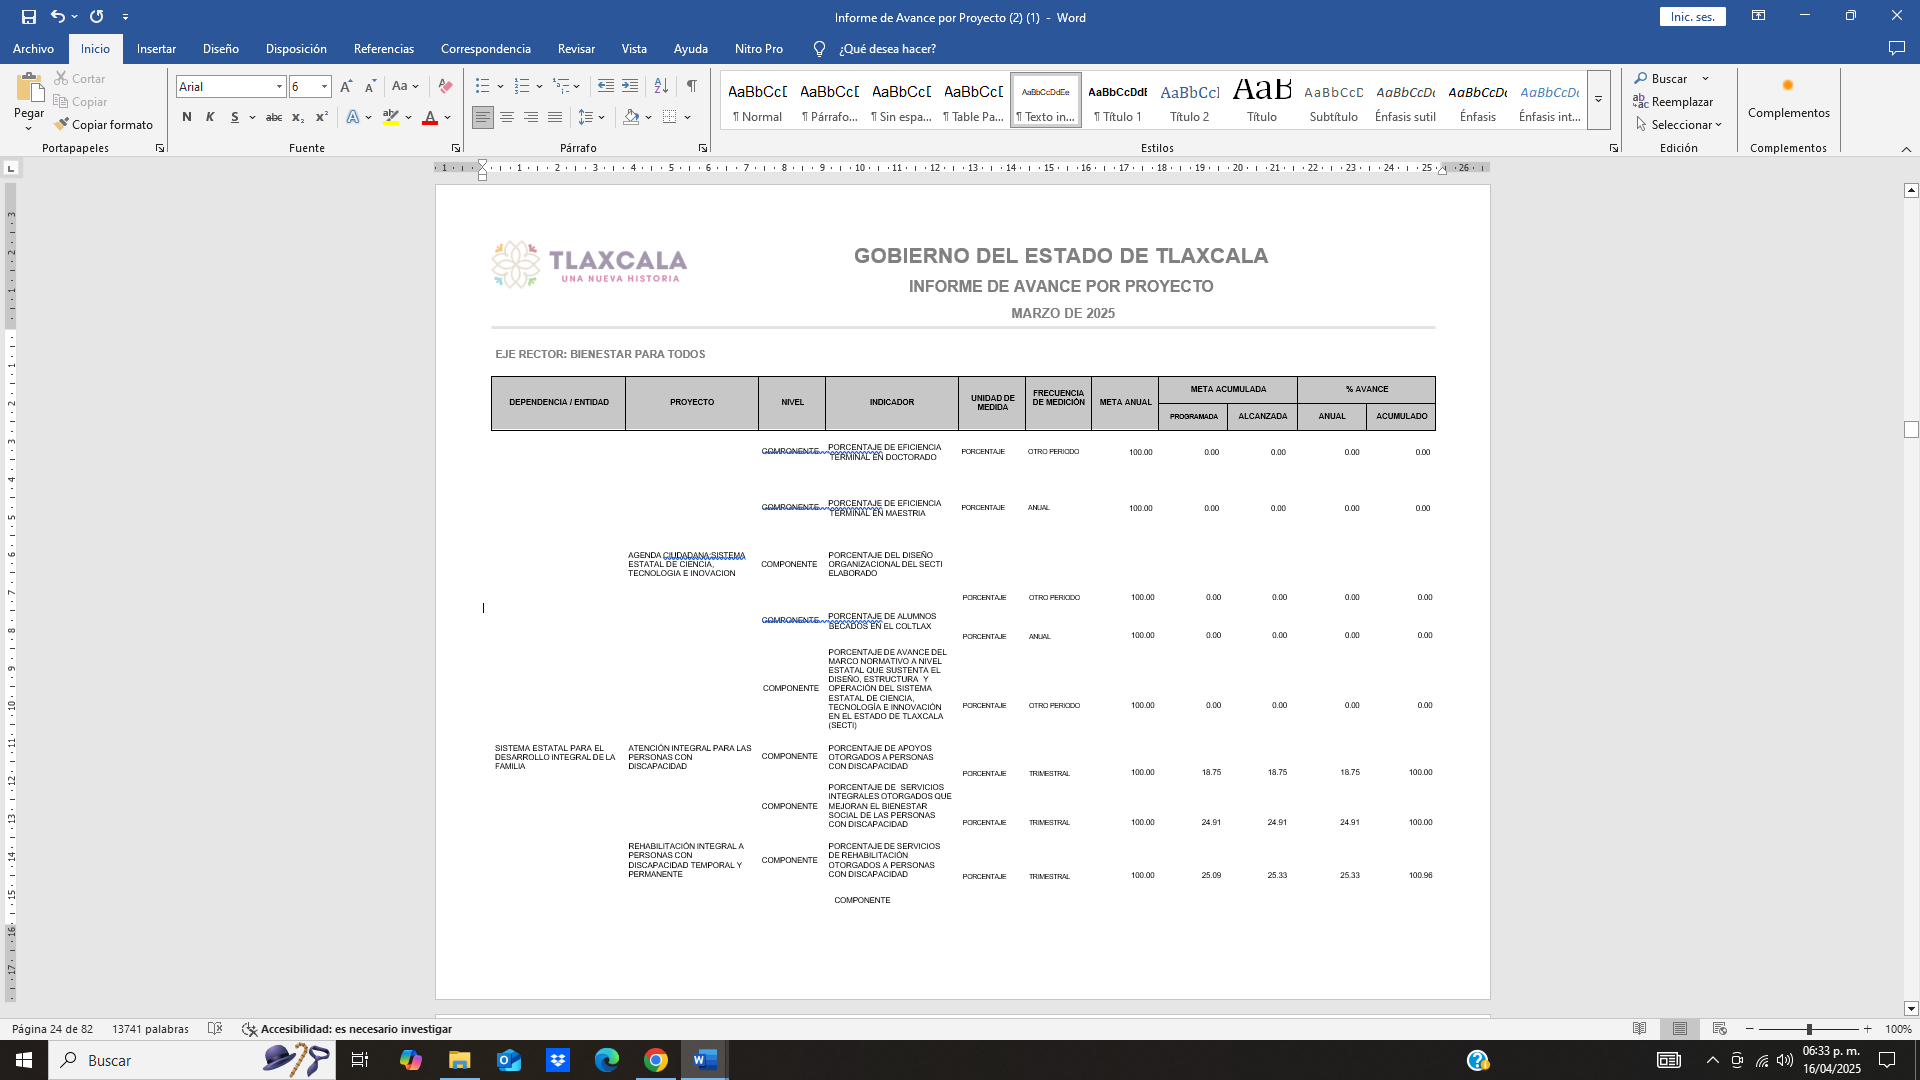 Informe de Avance por Proyecto (2) (1) - Word
Inic. ses.
Archivo Inicio Insertar Diseño Disposición Referencias Correspondencia Revisar Vista Ayuda Nitro Pro ¿Qué desea hacer?
Pegar
Cortar
Copiar
Copiar formato
Portapapeles
Arial 6
Fuente
Párrafo
AaBbCcDdEe
¶ Normal ¶ Párrafo... ¶ Sin espa... ¶ Table Pa... ¶ Texto in... ¶ Título 1 Título 2 Título Subtítulo Énfasis sutil Énfasis Énfasis int...
Estilos
Buscar
Reemplazar
Seleccionar
Edición
Complementos
Complementos
TLAXCALA
UNA NUEVA HISTORIA
GOBIERNO DEL ESTADO DE TLAXCALA
INFORME DE AVANCE POR PROYECTO
MARZO DE 2025
EJE RECTOR: BIENESTAR PARA TODOS
DEPENDENCIA / ENTIDAD PROYECTO NIVEL INDICADOR UNIDAD DE MEDIDA FRECUENCIA DE MEDICIÓN META ANUAL META ACUMULADA % AVANCE
PROGRAMADA ALCANZADA ANUAL ACUMULADO
COMPONENTE PORCENTAJE DE EFICIENCIA PORCENTAJE OTRO PERIODO 100.00 0.00 0.00 0.00 0.00
TERMINAL EN DOCTORADO
COMPONENTE PORCENTAJE DE EFICIENCIA PORCENTAJE ANUAL 100.00 0.00 0.00 0.00 0.00
TERMINAL EN MAESTRIA
AGENDA CIUDADANA:SISTEMA PORCENTAJE DEL DISEÑO
ESTATAL DE CIENCIA, COMPONENTE ORGANIZACIONAL DEL SECTI
TECNOLOGIA E INOVACION ELABORADO
PORCENTAJE OTRO PERIODO 100.00 0.00 0.00 0.00 0.00
COMPONENTE PORCENTAJE DE ALUMNOS
BECADOS EN EL COLTLAX
PORCENTAJE ANUAL 100.00 0.00 0.00 0.00 0.00
PORCENTAJE DE AVANCE DEL
MARCO NORMATIVO A NIVEL
ESTATAL QUE SUSTENTA EL
DISEÑO, ESTRUCTURA Y
COMPONENTE OPERACIÓN DEL SISTEMA
ESTATAL DE CIENCIA,
TECNOLOGÍA E INNOVACIÓN PORCENTAJE OTRO PERIODO 100.00 0.00 0.00 0.00 0.00
EN EL ESTADO DE TLAXCALA
(SECTI)
SISTEMA ESTATAL PARA EL ATENCIÓN INTEGRAL PARA LAS PORCENTAJE DE APOYOS
DESARROLLO INTEGRAL DE LA PERSONAS CON COMPONENTE OTORGADOS A PERSONAS
FAMILIA DISCAPACIDAD CON DISCAPACIDAD
PORCENTAJE TRIMESTRAL 100.00 18.75 18.75 18.75 100.00
PORCENTAJE DE SERVICIOS
INTEGRALES OTORGADOS QUE
COMPONENTE MEJORAN EL BIENESTAR
SOCIAL DE LAS PERSONAS
CON DISCAPACIDAD PORCENTAJE TRIMESTRAL 100.00 24.91 24.91 24.91 100.00
REHABILITACIÓN INTEGRAL A PORCENTAJE DE SERVICIOS
PERSONAS CON COMPONENTE DE REHABILITACIÓN
DISCAPACIDAD TEMPORAL Y OTORGADOS A PERSONAS
PERMANENTE CON DISCAPACIDAD PORCENTAJE TRIMESTRAL 100.00 25.09 25.33 25.33 100.96
COMPONENTE
Página 24 de 82 13741 palabras Accesibilidad: es necesario investigar 100%
Buscar
06:33 p. m.
16/04/2025